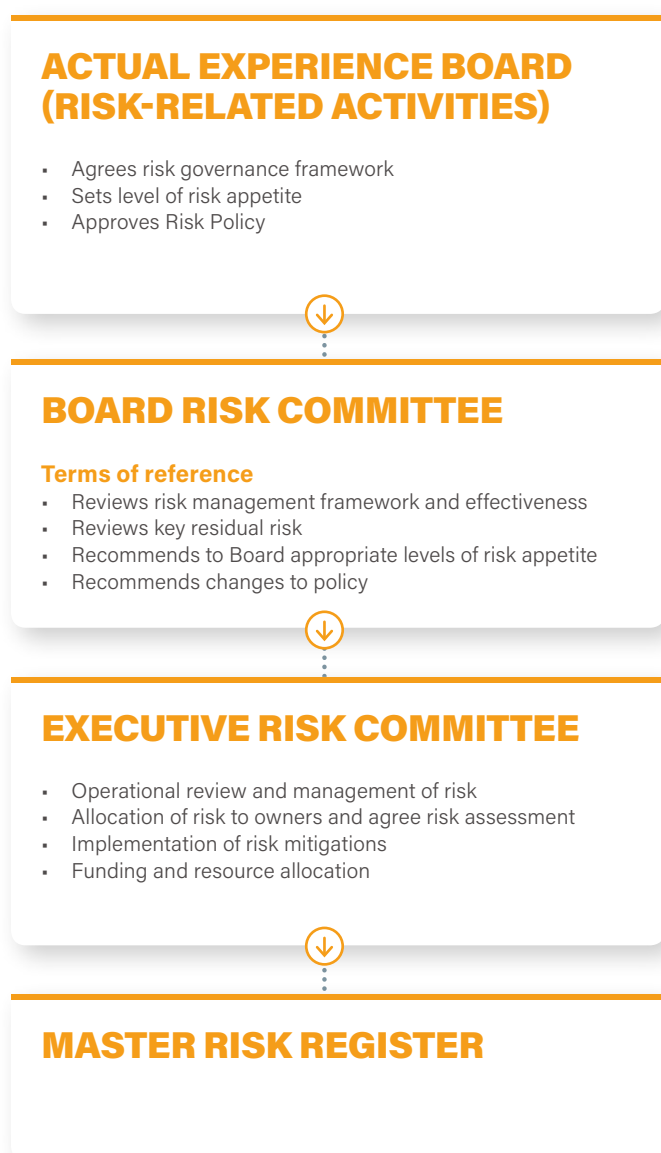 ACTUAL EXPERIENCE BOARD
(RISK-RELATED ACTIVITIES)
▪ Agrees risk governance framework
▪ Sets level of risk appetite
▪ Approves Risk Policy
BOARD RISK COMMITTEE
Terms of reference
▪ Reviews risk management framework and effectiveness
▪ Reviews key residual risk
▪ Recommends to Board appropriate levels of risk appetite
▪ Recommends changes to policy
EXECUTIVE RISK COMMITTEE
▪ Operational review and management of risk
▪ Allocation of risk to owners and agree risk assessment
▪ Implementation of risk mitigations
▪ Funding and resource allocation
MASTER RISK REGISTER